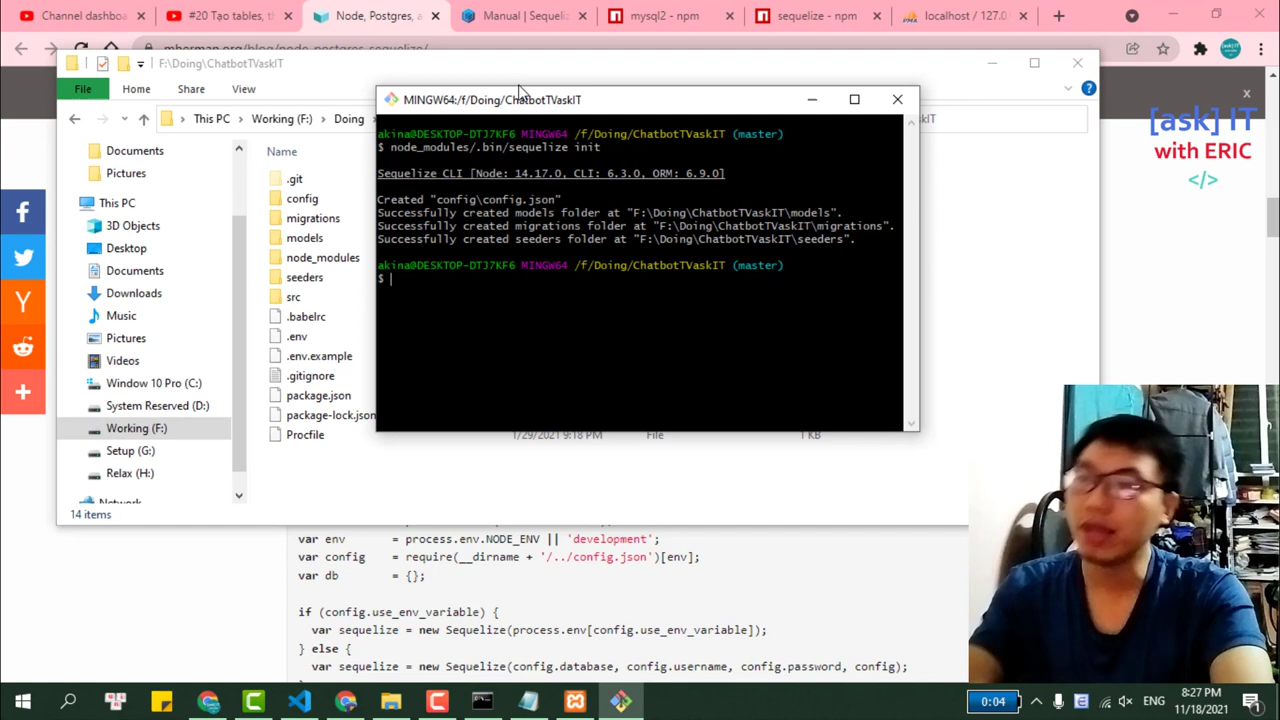 Channel dashboa
#20 Tạo tables, th
Node, Postgres, a
Manual | Sequeliz
mysql2 - npm
sequelize - npm
localhost / 127.0
mherman.org/blog/node_postgres_sequelize/
F:\Doing\ChatbotTVaskIT
File
Home
Share
View
This PC
Working (F:)
Doing
Documents
Pictures
This PC
3D Objects
Desktop
Documents
Downloads
Music
Pictures
Videos
Window 10 Pro (C:)
System Reserved (D:)
Working (F:)
Setup (G:)
Relax (H:)
Network
14 items
Name
.git
config
migrations
models
node_modules
seeders
src
.babelrc
.env
.env.example
.gitignore
package.json
package-lock.json
Procfile
1/29/2021 9:18 PM
File
1 KB
MINGW64:/f/Doing/ChatbotTVaskIT
akina@DESKTOP-DTJ7KF6 MINGW64 /f/Doing/ChatbotTVaskIT (master)
$ node_modules/.bin/sequelize init
Sequelize CLI [Node: 14.17.0, CLI: 6.3.0, ORM: 6.9.0]
Created "config\config.json"
Successfully created models folder at "F:\Doing\ChatbotTVaskIT\models".
Successfully created migrations folder at "F:\Doing\ChatbotTVaskIT\migrations".
Successfully created seeders folder at "F:\Doing\ChatbotTVaskIT\seeders".
akina@DESKTOP-DTJ7KF6 MINGW64 /f/Doing/ChatbotTVaskIT (master)
$
[ask] IT
with ERIC
</>
var env = process.env.NODE_ENV || 'development';
var config = require(__dirname + '/../config.json')[env];
var db = {};
if (config.use_env_variable) {
var sequelize = new Sequelize(process.env[config.use_env_variable]);
} else {
var sequelize = new Sequelize(config.database, config.username, config.password, config);
0:04
ENG
8:27 PM
11/18/2021